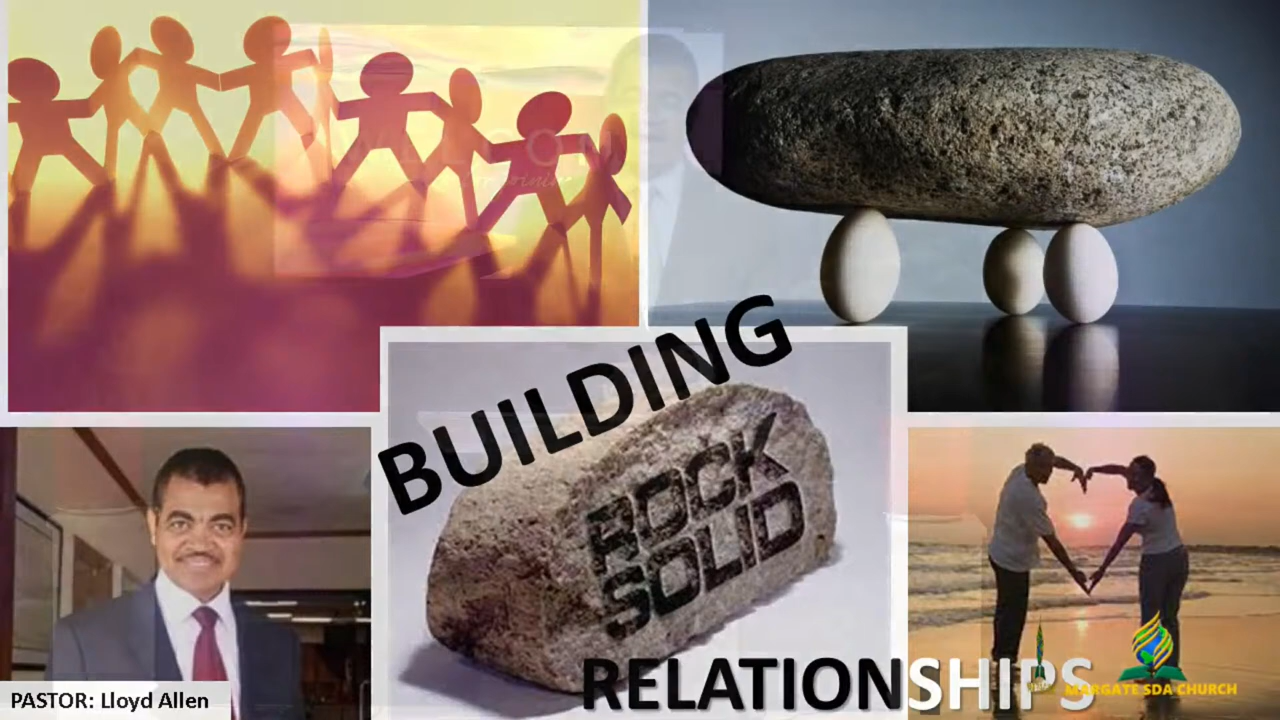 BUILDING
ROCK
SOLID
RELATIONSHIPS
PASTOR: Lloyd Allen
MARGATE SDA CHURCH